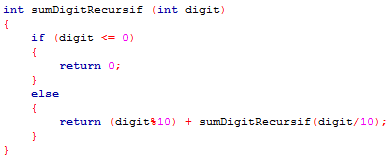 int sumDigitRecursif (int digit)
{
if (digit <= 0)
{
return 0;
}
else
{
return (digit%10) + sumDigitRecursif(digit/10);
}
}